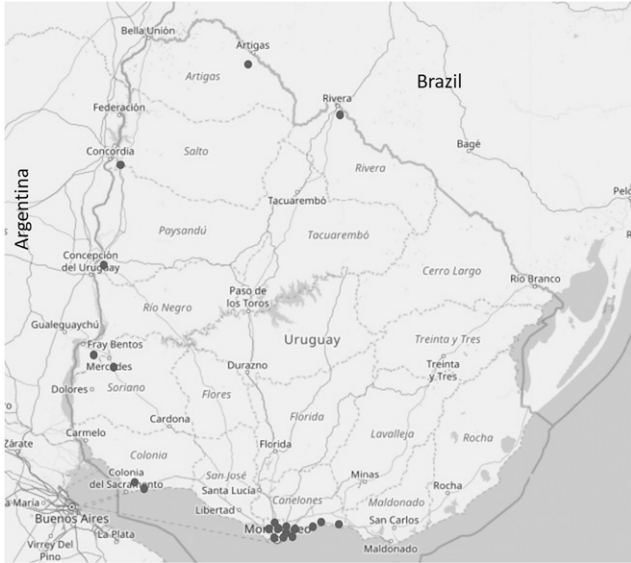 Bella Unión
Artigas
Artigas
Brazil
Rivera
Federación
Concordia
Salto
Bagé
Rivera
Argentina
Tacuarembó
Paysandú
Tacuarembó
Concepción
del Uruguay
Cerro Largo
Río Branco
Paso de
los Toros
Río Negro
Gualeguaychú
Uruguay
Fray Bentos
Treinta y Tres
Mercedes
Durazno
Treinta
y Tres
Dolores
Soriano
Flores
Cardona
Florida
Lavalleja
Rocha
Carmelo
Zárate
Florida
Colonia
Colonia
del Sacramento
San José
Minas
Santa Lucía
Canelones
Maldonado
Rocha
a María
Libertad
Buenos Aires
San Carlos
La Plata
Virrey Del
Pino
Maldonado